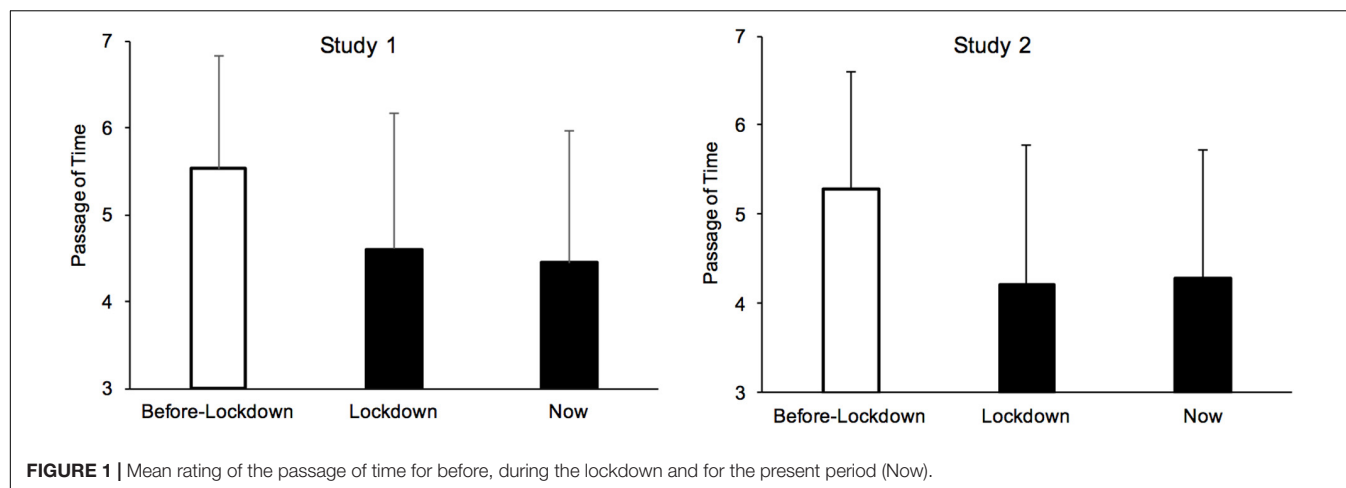 Study 1
7
6
5
4
3
Passage of Time
Before-Lockdown Lockdown Now
Study 2
7
6
5
4
3
Passage of Time
Before-Lockdown Lockdown Now
FIGURE 1 | Mean rating of the passage of time for before, during the lockdown and for the present period (Now).